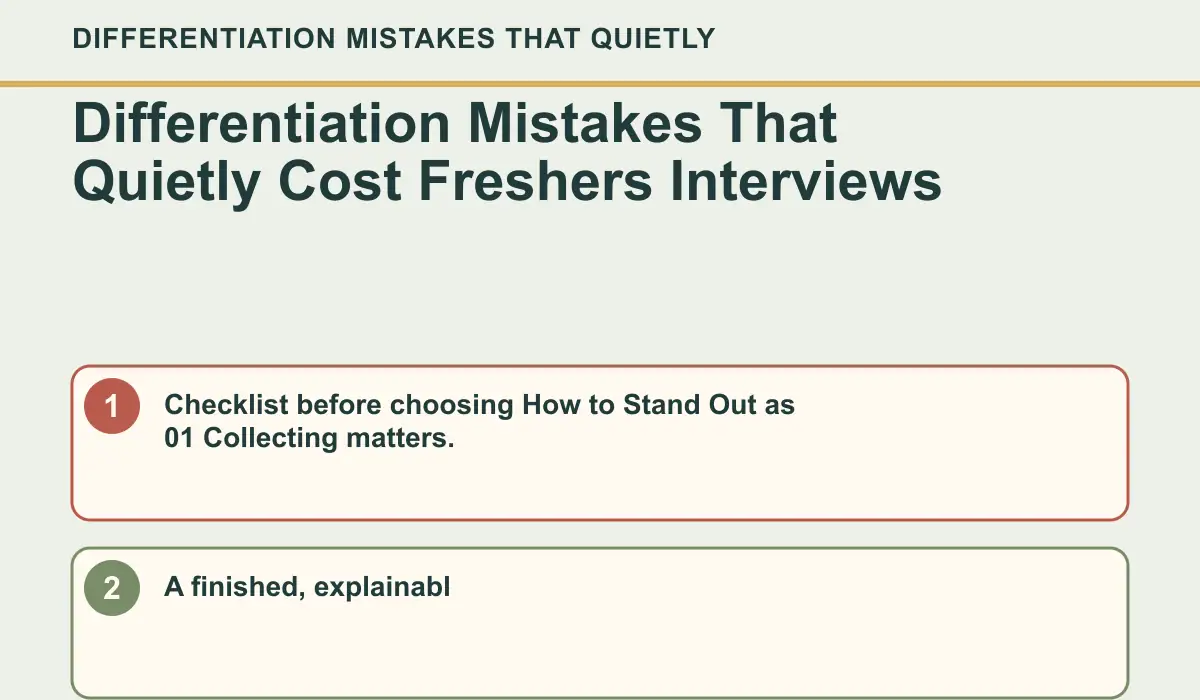 DIFFERENTIATION MISTAKES THAT QUIETLY
Differentiation Mistakes That
Quietly Cost Freshers Interviews
1
Checklist before choosing How to Stand Out as
01 Collecting matters.
2
A finished, explainabl